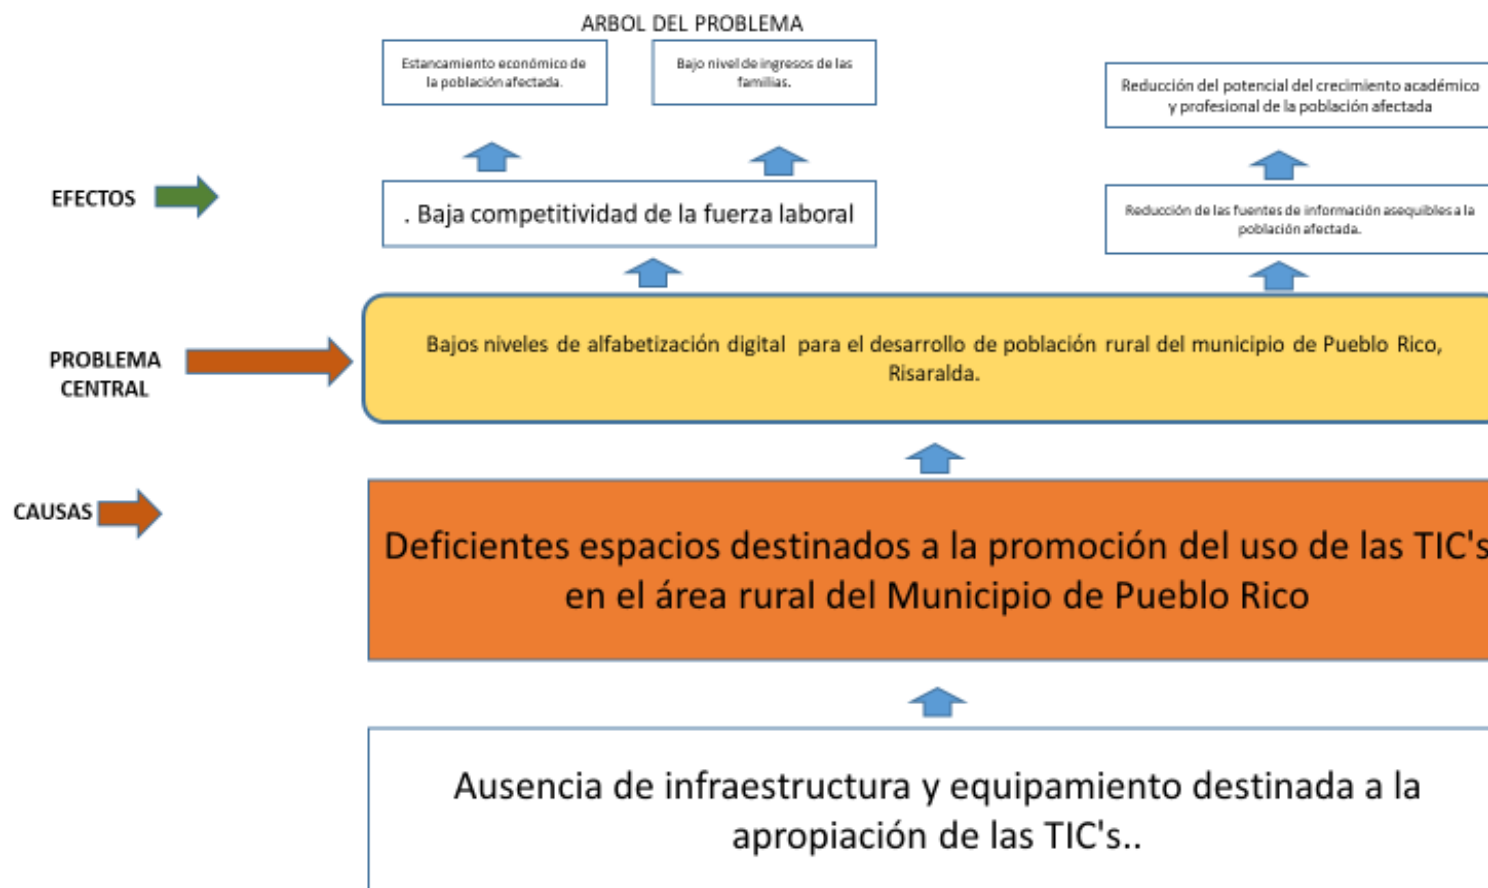 ARBOL DEL PROBLEMA
Estancamiento económico de
la población afectada.
Bajo nivel de ingresos de las
familias.
Reducción del potencial del crecimiento académico
y profesional de la población afectada
EFECTOS
. Baja competitividad de la fuerza laboral
Reducción de las fuentes de información asequibles a la
población afectada.
PROBLEMA
CENTRAL
Bajos niveles de alfabetización digital para el desarrollo de población rural del municipio de Pueblo Rico,
Risaralda.
CAUSAS
Deficientes espacios destinados a la promoción del uso de las TIC's
en el área rural del Municipio de Pueblo Rico
Ausencia de infraestructura y equipamiento destinada a la
apropiación de las TIC's..